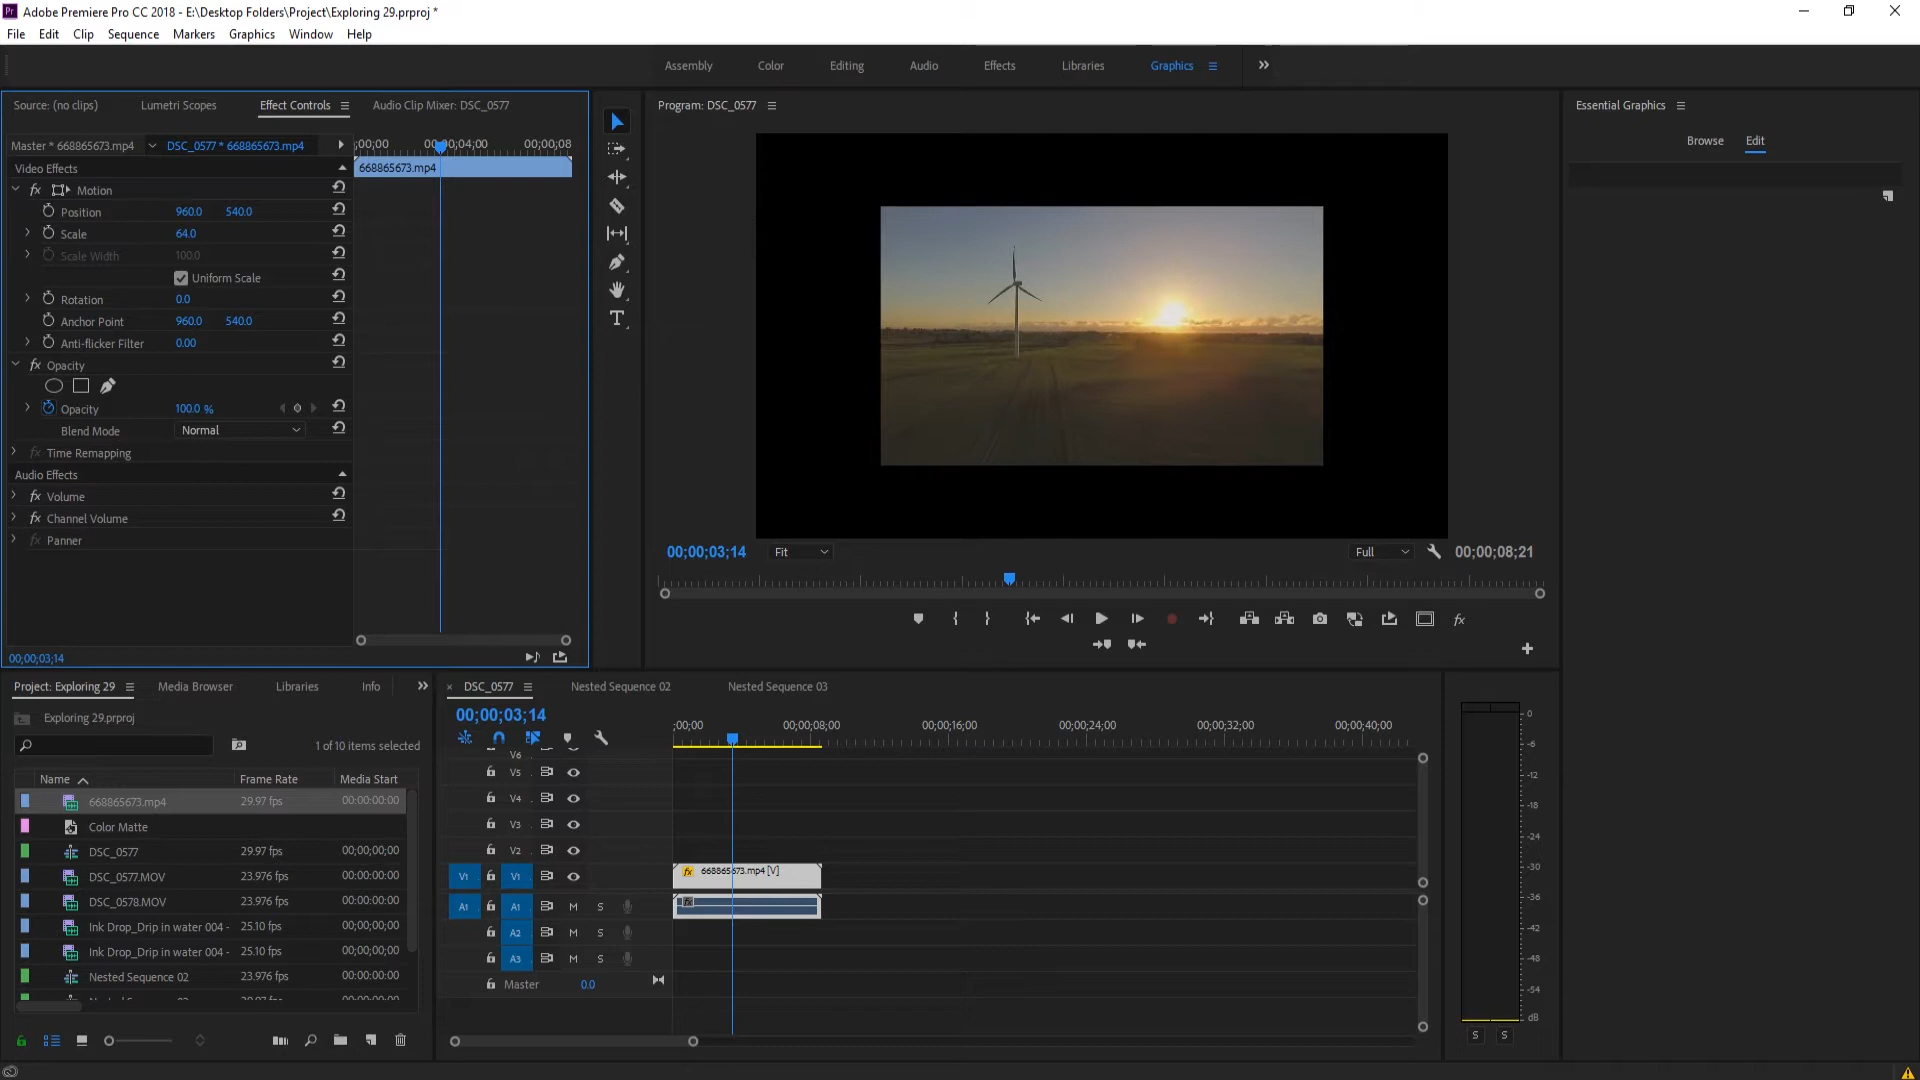 Adobe Premiere Pro CC 2018 - E:\Desktop Folders\Project\Exploring 29.prproj *
File Edit Clip Sequence Markers Graphics Window Help
Assembly Color Editing Audio Effects Libraries Graphics
Source: (no clips) Lumetri Scopes Effect Controls Audio Clip Mixer: DSC_0577
Master * 668865673.mp4 DSC_0577 * 668865673.mp4
;00;00 00;00;04;00 00;00;08
Video Effects 668865673.mp4
fx Motion
Position 960.0 540.0
Scale 64.0
Scale Width 100.0
Uniform Scale
Rotation 0.0
Anchor Point 960.0 540.0
Anti-flicker Filter 0.00
fx Opacity
Opacity 100.0 %
Blend Mode Normal
fx Time Remapping
Audio Effects
fx Volume
fx Channel Volume
fx Panner
00;00;03;14
T
Program: DSC_0577
00;00;03;14 Fit Full 00;00;08;21
fx
Essential Graphics
Browse Edit
Project: Exploring 29 Media Browser Libraries Info
Exploring 29.prproj
1 of 10 items selected
Name Frame Rate Media Start
668865673.mp4 29.97 fps 00:00:00:00
Color Matte
DSC_0577 29.97 fps 00;00;00;00
DSC_0577.MOV 23.976 fps 00:00:00:00
DSC_0578.MOV 23.976 fps 00:00:00:00
Ink Drop_Drip in water 004 - 25.10 fps 00;00;00;00
Ink Drop_Drip in water 004 - 25.10 fps 00;00;00;00
Nested Sequence 02 23.976 fps 00:00:00:00
DSC_0577 Nested Sequence 02 Nested Sequence 03
00;00;03;14
;00;00 00;00;08;00 00;00;16;00 00;00;24;00 00;00;32;00 00;00;40;00
V6
V5
V4
V3
V2
V1 V1 fx 668865673.mp4 [V]
A1 A1 M S fx
A2 M S
A3 M S
Master 0.0
0
-6
-12
-18
-24
-30
-36
-42
-48
-54
dB
S S